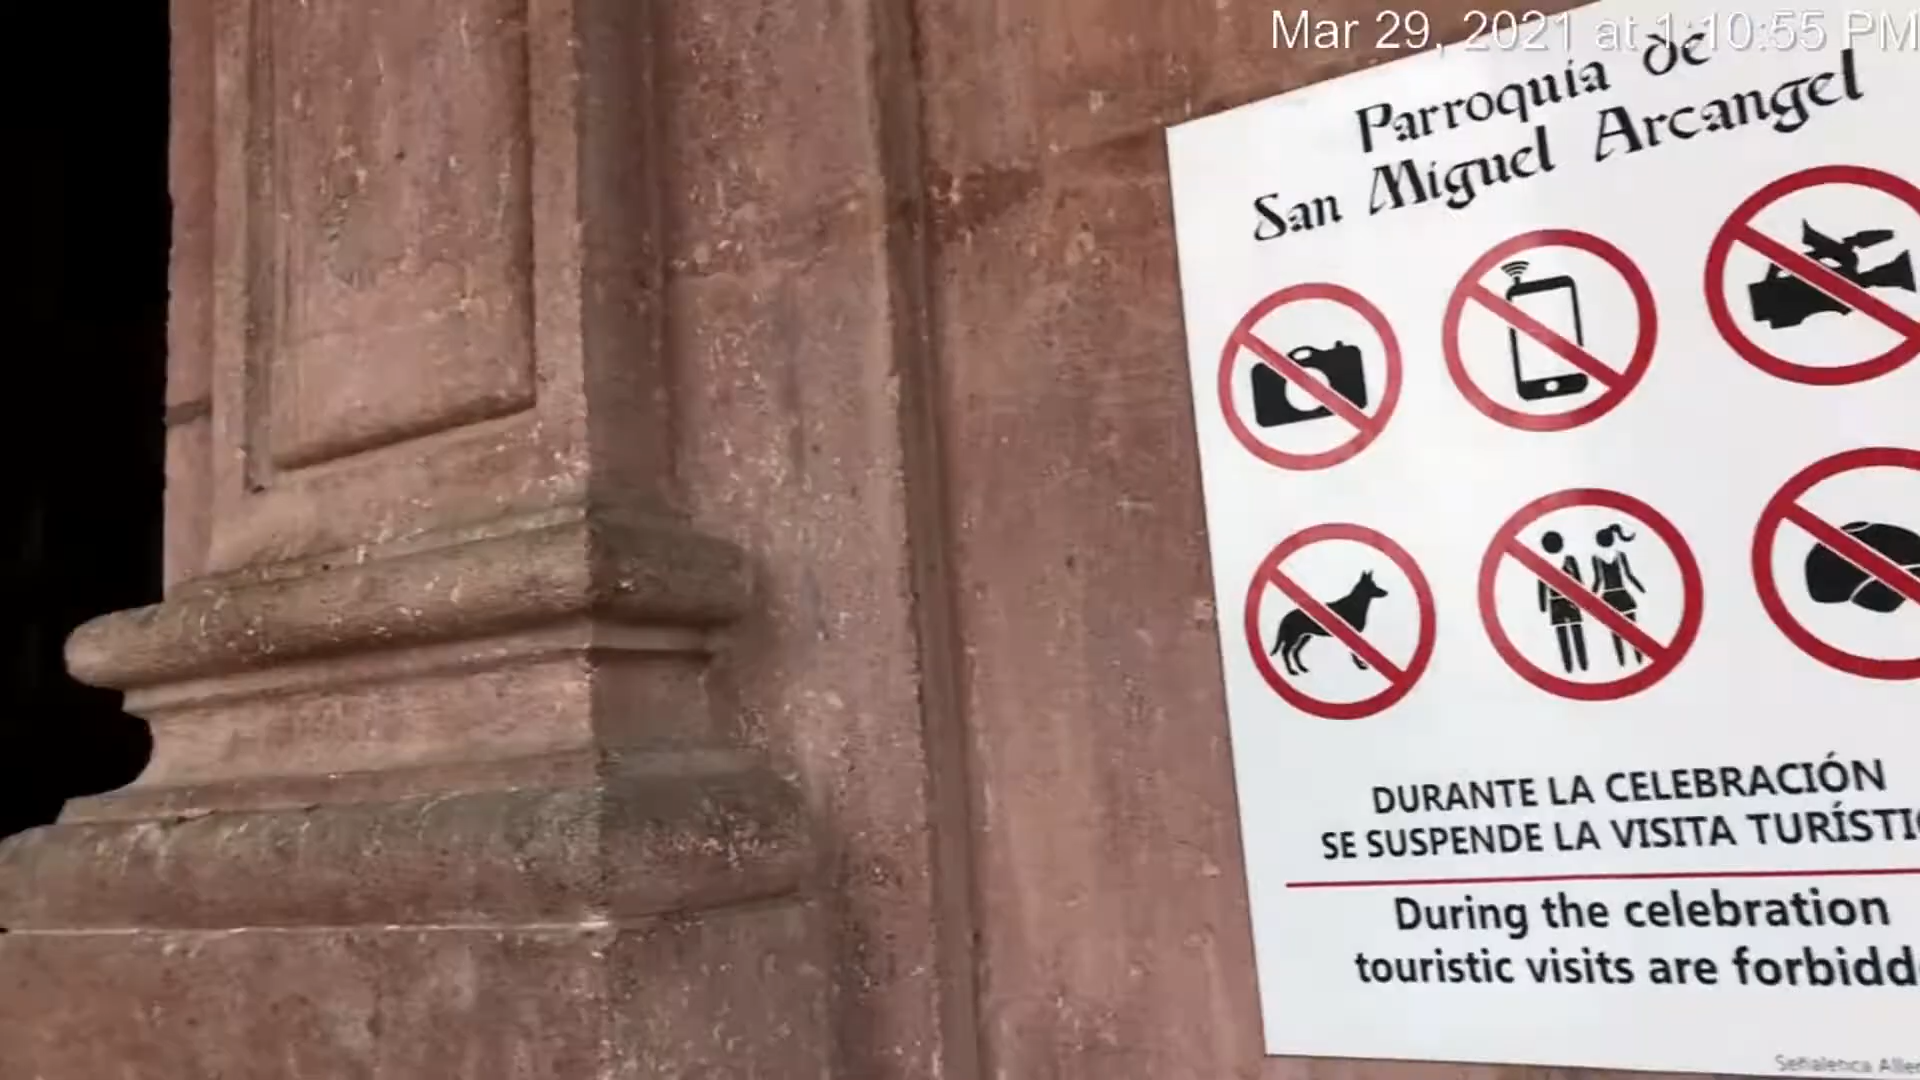 Mar 29, 2021 at 1:10:55 PM
Parroquia de
San Miguel Arcangel
DURANTE LA CELEBRACIÓN
SE SUSPENDE LA VISITA
During the celebration
touristic visits are